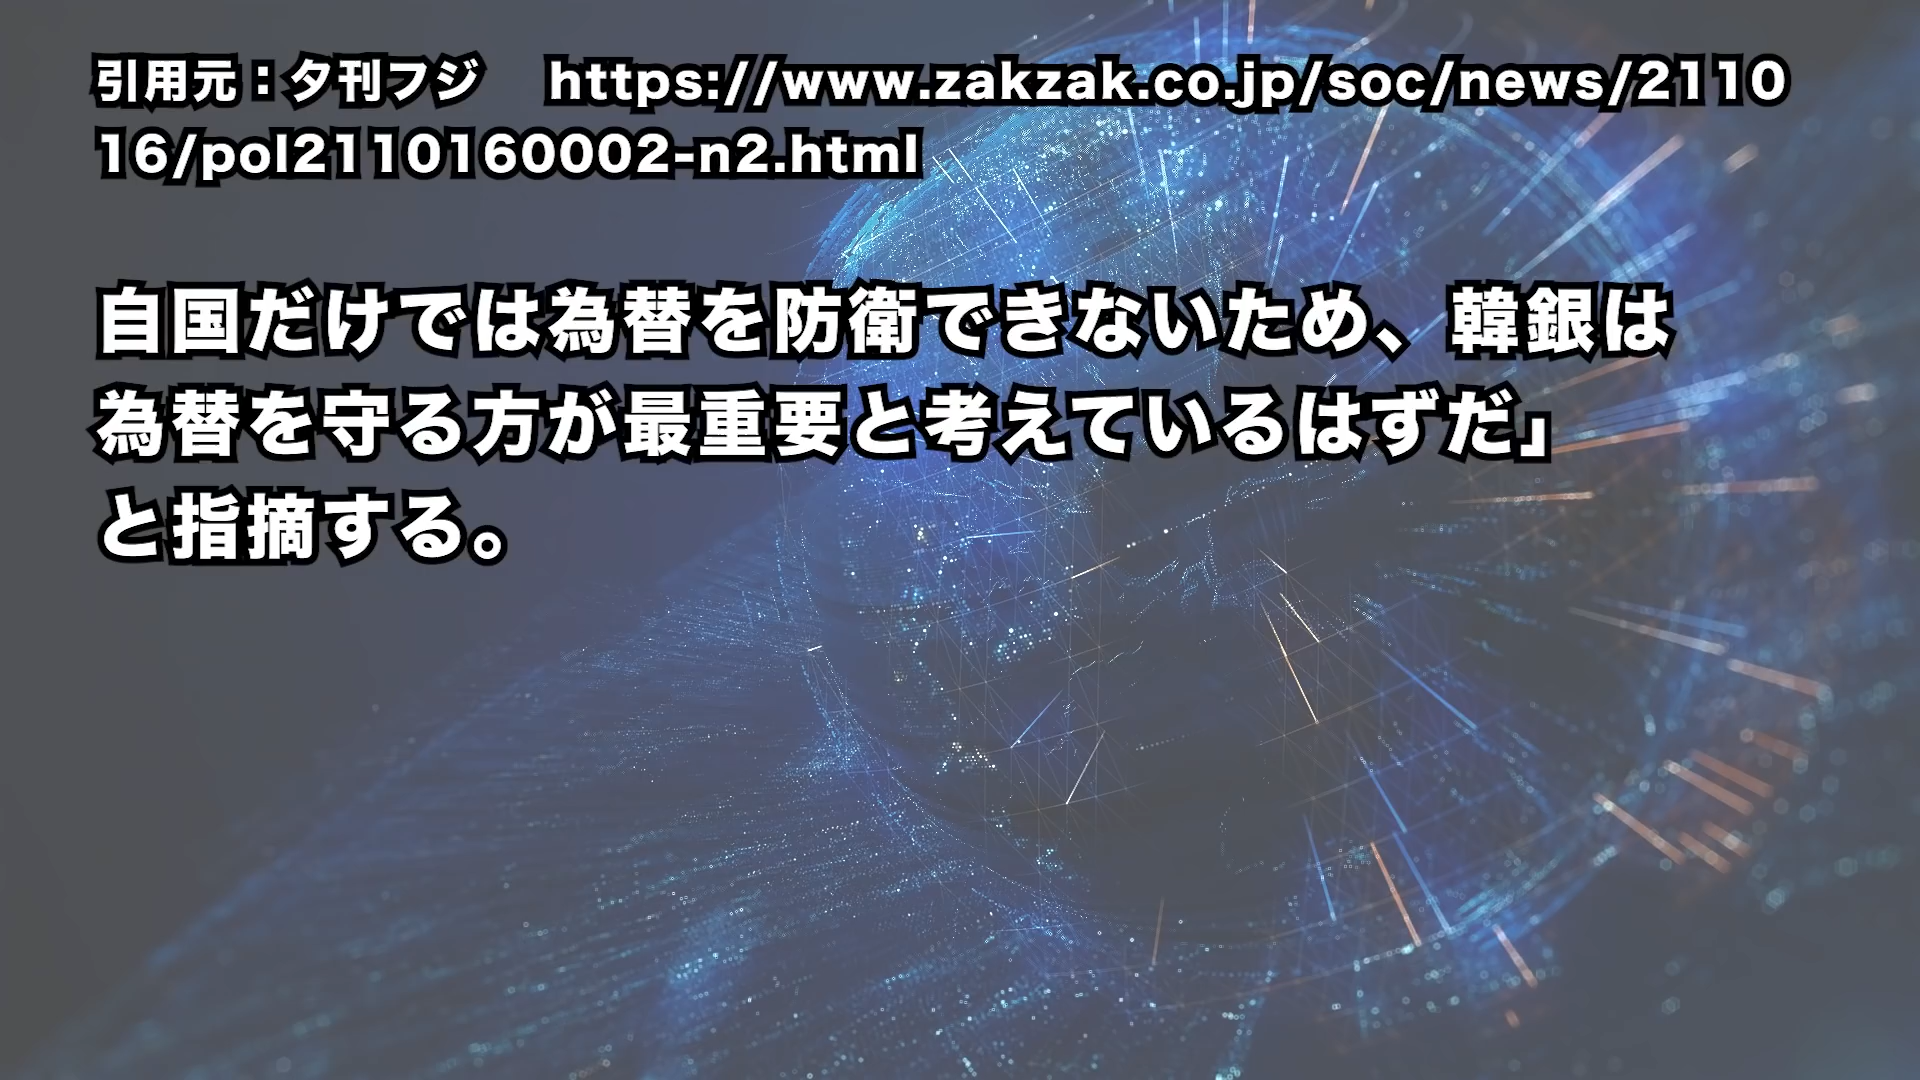 引用元：夕刊フジ　https://www.zakzak.co.jp/soc/news/2110
16/pol2110160002-n2.html
自国だけでは為替を防衛できないため、韓銀は
為替を守る方が最重要と考えているはずだ」
と指摘する。